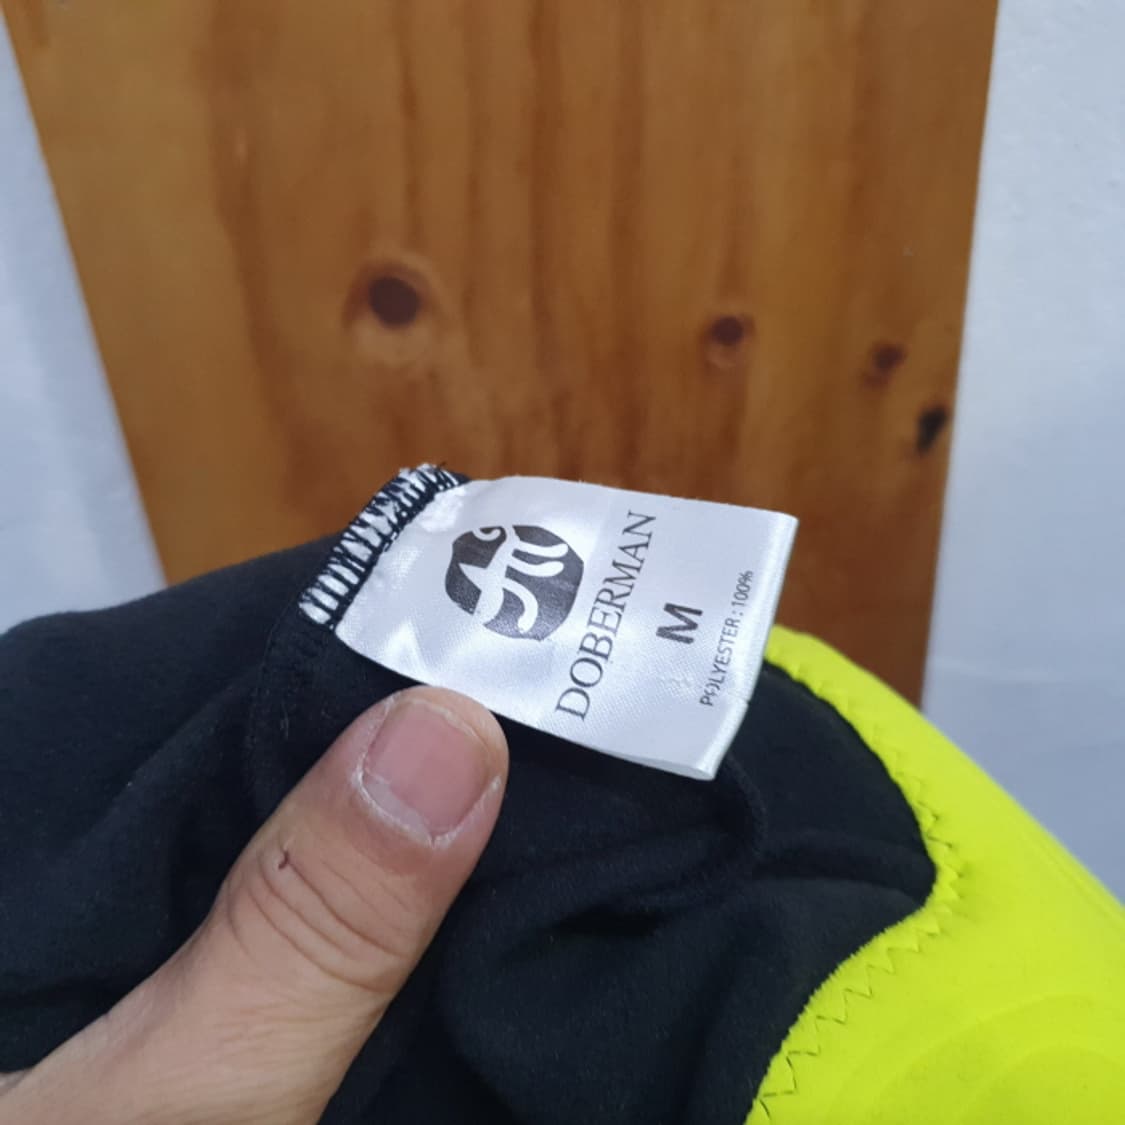 DOBERMAN
M
POLYESTER : 100%